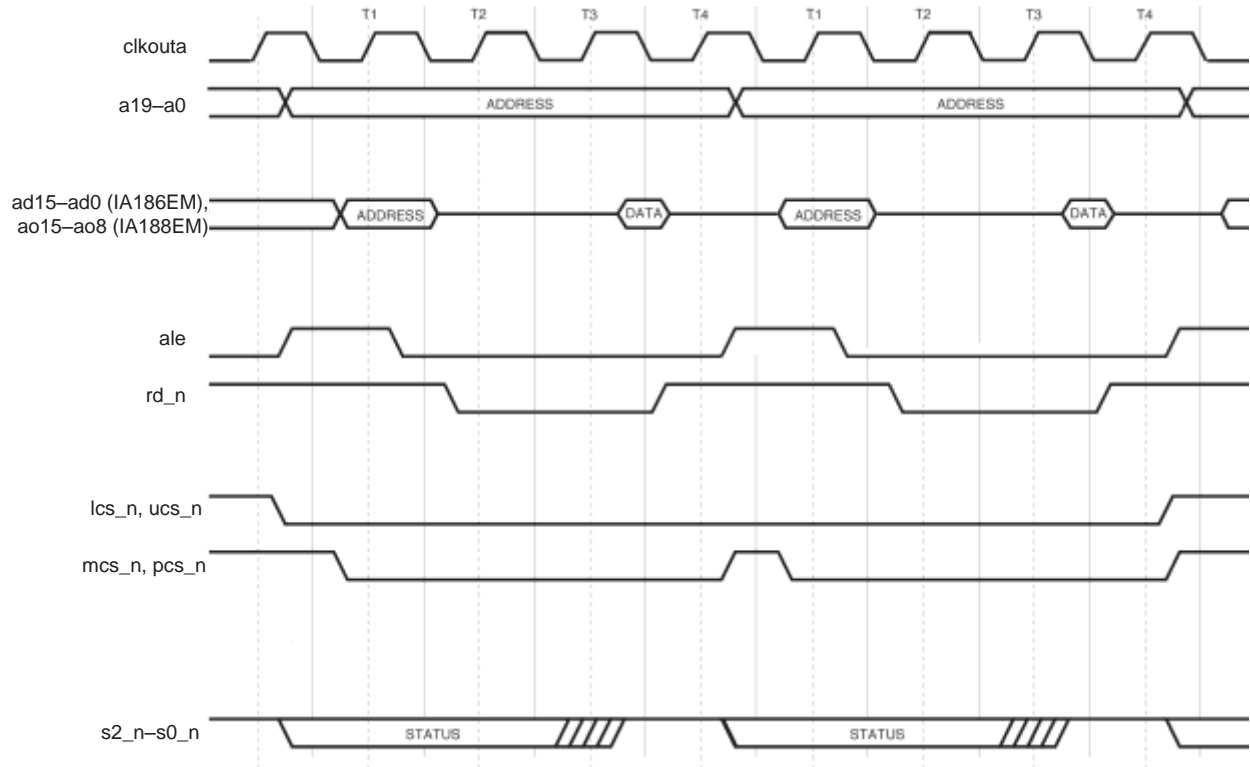 T1 T2 T3 T4 T1 T2 T3 T4
clkouta
a19–a0 ADDRESS ADDRESS
ad15–ad0 (IA186EM),
ao15–ao8 (IA188EM)
ADDRESS DATA ADDRESS DATA
ale
rd_n
lcs_n, ucs_n
mcs_n, pcs_n
s2_n–s0_n STATUS STATUS